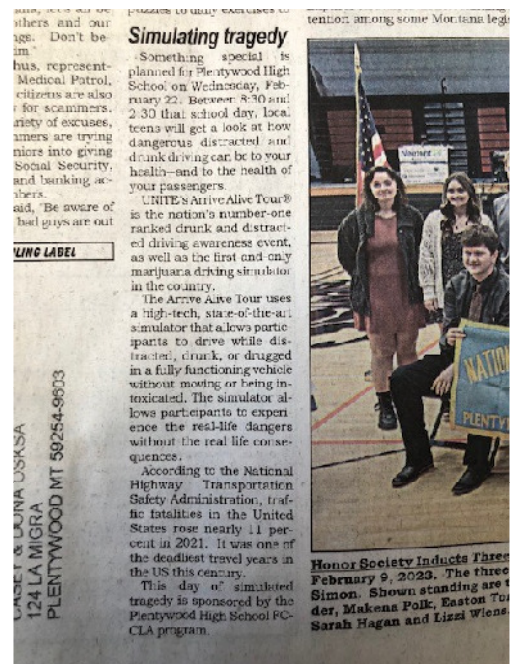 athers and our
Don't be-
represent-
Medical Patrol,
citizens are also
for scammers.
of excuses,
are trying
into giving
Social Security,
and banking ac-
"Be aware of
bad guys are out
LING LABEL
124 LA MIGRA
PLENTYWOOD MT 59254-9603
Simulating tragedy
Something special is
planned for Plentywood High
School on Wednesday, Feb-
ruary 22. Between 8:30 and
2:30 that school day, local
teens will get a look at how
dangerous distracted and
drunk driving can be to your
health—and to the health of
your passengers.
UNITE's Arrive Alive Tour®
is the nation's number-one
ranked drunk and distract-
ed driving awareness event,
as well as the first-and-only
marijuana driving simulator
in the country.
The Arrive Alive Tour uses
a high-tech, state-of-the-art
simulator that allows partic-
ipants to drive while dis-
tracted, drunk, or drugged
in a fully functioning vehicle
without moving or being in-
toxicated. The simulator al-
lows participants to experi-
ence the real-life dangers
without the real life conse-
quences.
According to the National
Highway Transportation
Safety Administration, traf-
fic fatalities in the United
States rose nearly 11 per-
cent in 2021. It was one of
the deadliest travel years in
the US this century.
This day of simulated
tragedy is sponsored by the
Plentywood High School FC-
CLA program.
tention among some Montana legis
NATIO
PLENTY
Honor Society Inducts Three
February 9, 2023. The three
Simon. Shown standing are t
der, Makena Polk, Easton
Sarah Hagan and Lizzi Wiens.